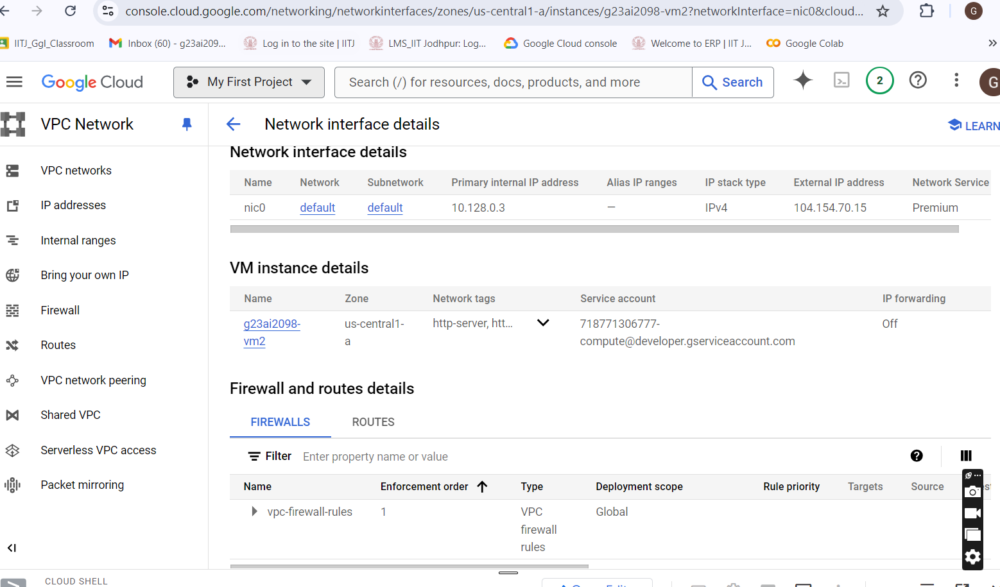 console.cloud.google.com/networking/networkinterfaces/zones/us-central1-a/instances/g23ai2098-vm2?networkInterface=nic0&cloud...
G
IITJ_Ggl_Classroom
Inbox (60) - g23ai209...
Log in to the site | IITJ
LMS_IIT Jodhpur: Log...
Google Cloud console
Welcome to ERP | IIT J...
Google Colab
»
Google Cloud
My First Project
Search (/) for resources, docs, products, and more
Search
2
G
VPC Network
Network interface details
LEARN
VPC networks
IP addresses
Internal ranges
Bring your own IP
Firewall
Routes
VPC network peering
Shared VPC
Serverless VPC access
Packet mirroring
Network interface details
Name Network Subnetwork Primary internal IP address Alias IP ranges IP stack type External IP address Network Service
nic0 default default 10.128.0.3 — IPv4 104.154.70.15 Premium
VM instance details
Name Zone Network tags Service account IP forwarding
g23ai2098-vm2 us-central1-a http-server, htt... 718771306777-compute@developer.gserviceaccount.com Off
Firewall and routes details
FIREWALLS ROUTES
Filter Enter property name or value
Name Enforcement order Type Deployment scope Rule priority Targets Source
vpc-firewall-rules 1 VPC firewall rules Global
CLOUD SHELL